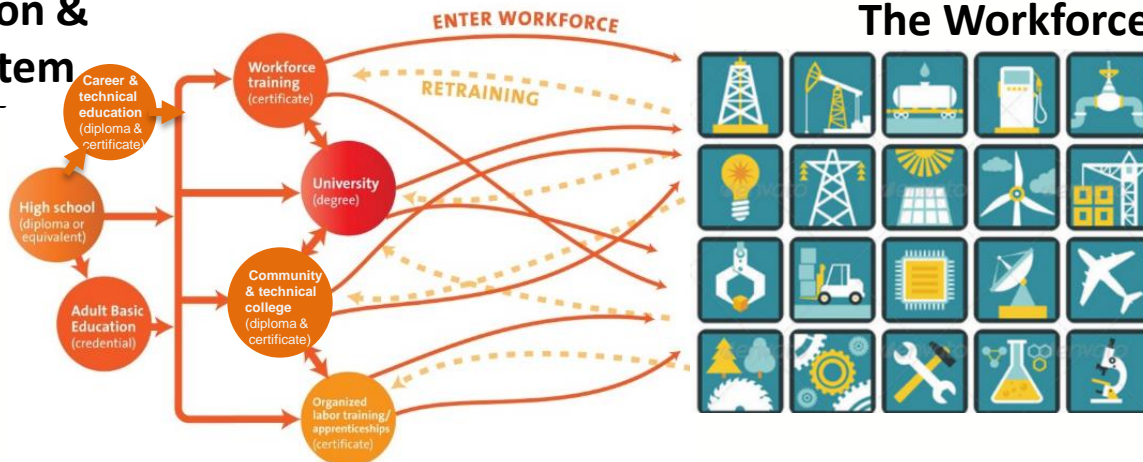 on &
tem
The Workforce
ENTER WORKFORCE
RETRAINING
Career &
technical
education
(diploma &
certificate)
High school
(diploma or
equivalent)
Adult Basic
Education
(credential)
Workforce
training
(certificate)
University
(degree)
Community
& technical
college
(diploma &
certificate)
Organized
labor training/
apprenticeships
(certificate)